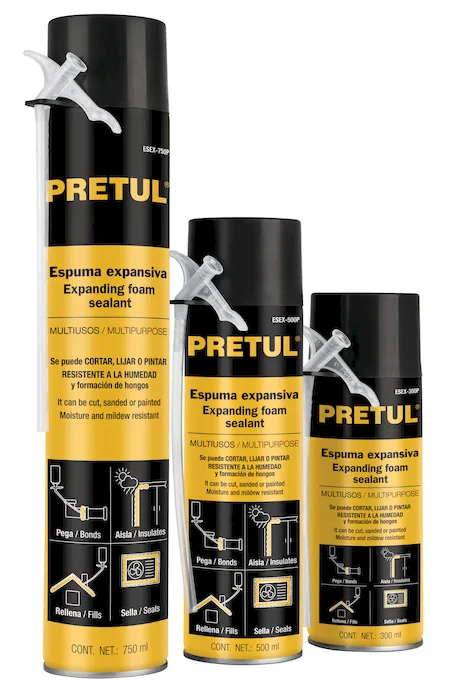 ESEX-750P
PRETUL®
Espuma expansiva
Expanding foam
sealant
MULTIUSOS / MULTIPURPOSE
Se puede CORTAR, LIJAR O PINTAR
RESISTENTE A LA HUMEDAD
y formación de hongos
It can be cut, sanded or painted
Moisture and mildew resistant
Pega / Bonds
Aísla / Insulates
Rellena / Fills
Sella / Seals
CONT. NET.: 750 ml
ESEX-500P
PRETUL®
Espuma expansiva
Expanding foam
sealant
MULTIUSOS / MULTIPURPOSE
Se puede CORTAR, LIJAR O PINTAR
RESISTENTE A LA HUMEDAD
y formación de hongos
It can be cut, sanded or painted
Moisture and mildew resistant
Pega / Bonds
Aísla / Insulates
Rellena / Fills
Sella / Seals
CONT. NET.: 500 ml
ESEX-300P
PRETUL®
Espuma expansiva
Expanding foam
sealant
MULTIUSOS / MULTIPURPOSE
Se puede CORTAR, LIJAR O PINTAR
RESISTENTE A LA HUMEDAD
y formación de hongos
It can be cut, sanded or painted
Moisture and mildew resistant
Pega / Bonds
Aísla / Insulates
Rellena / Fills
Sella / Seals
CONT. NET.: 300 ml